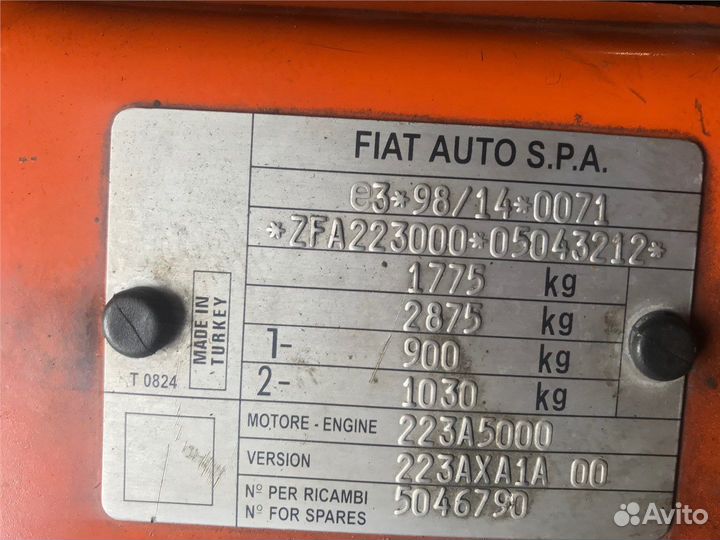 FIAT AUTO S.P.A.
e3*98/14*0071
*ZFA223000*05043212*
1775 kg
2875 kg
1- 900 kg
2- 1030 kg
MADE IN
TURKEY
T 0824
MOTORE - ENGINE 223A5000
VERSION 223AXA1A 00
Nº PER RICAMBI 5046790
Nº FOR SPARES
Avito